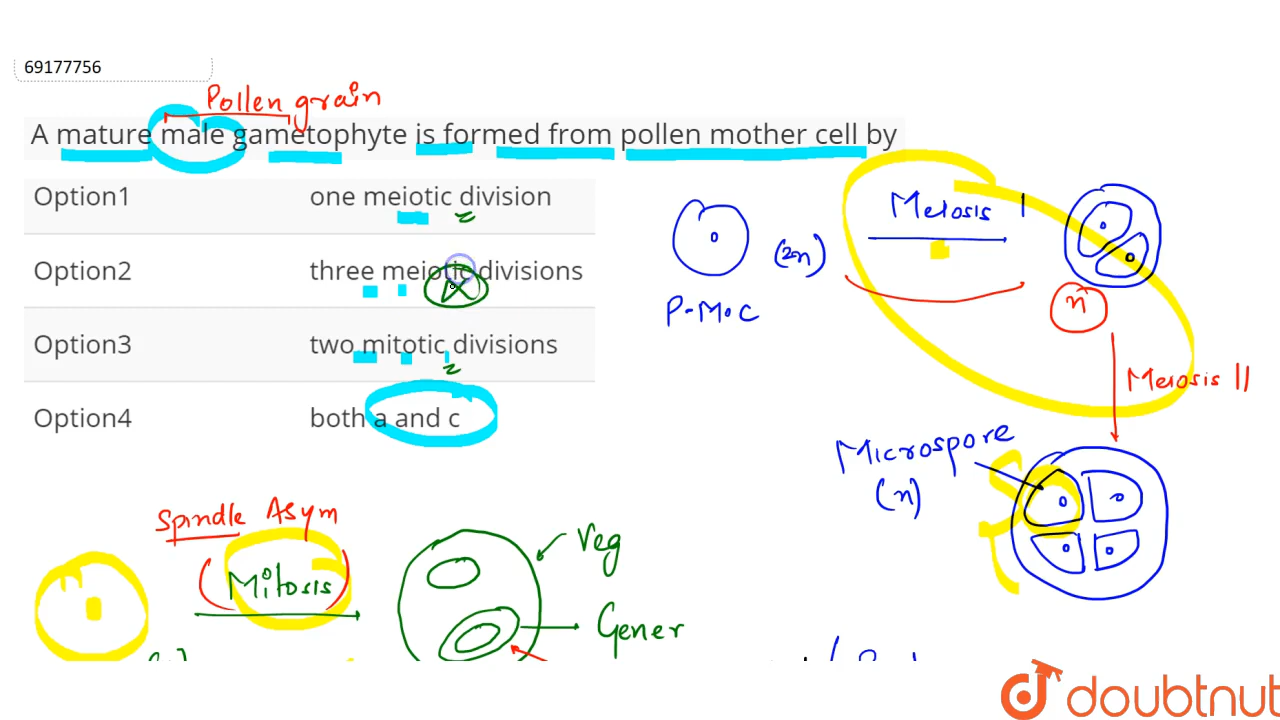 69177756
Pollen grain
A mature male gametophyte is formed from pollen mother cell by
Option1 one meiotic division
Option2 three meiotic divisions
Option3 two mitotic divisions
Option4 both a and c
Meiosis I
(2n)
P.M.C
n
Meiosis II
Microspore
(n)
Spindle Asym
(Mitosis)
Veg
Gener
doubtnut